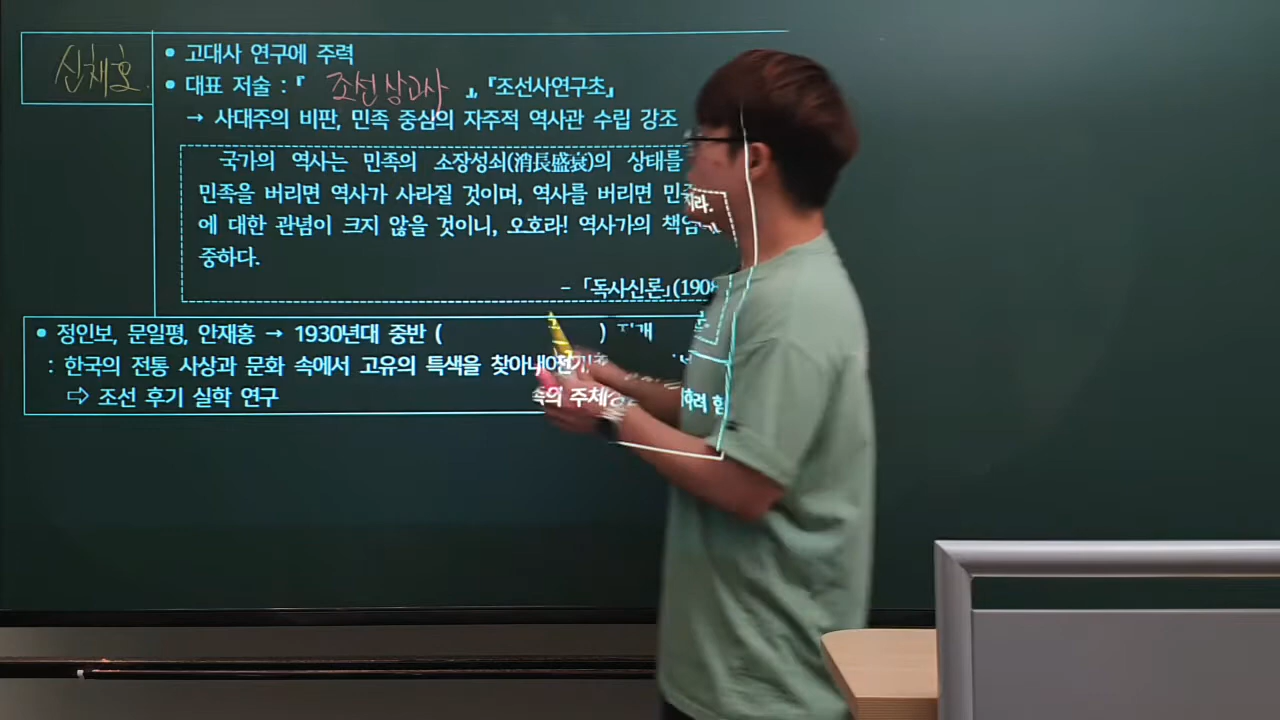 신채호
• 고대사 연구에 주력
• 대표 저술 : 『 조선상고사 』, 『조선사연구초』
→ 사대주의 비판, 민족 중심의 자주적 역사관 수립 강조
국가의 역사는 민족의 소장성쇠(消長盛衰)의 상태를
민족을 버리면 역사가 사라질 것이며, 역사를 버리면
에 대한 관념이 크지 않을 것이니, 오호라! 역사가의
중하다.
– 「독사신론」(1908
• 정인보, 문일평, 안재홍 → 1930년대 중반 ( )
: 한국의 전통 사상과 문화 속에서 고유의 특색을
⇨ 조선 후기 실학 연구